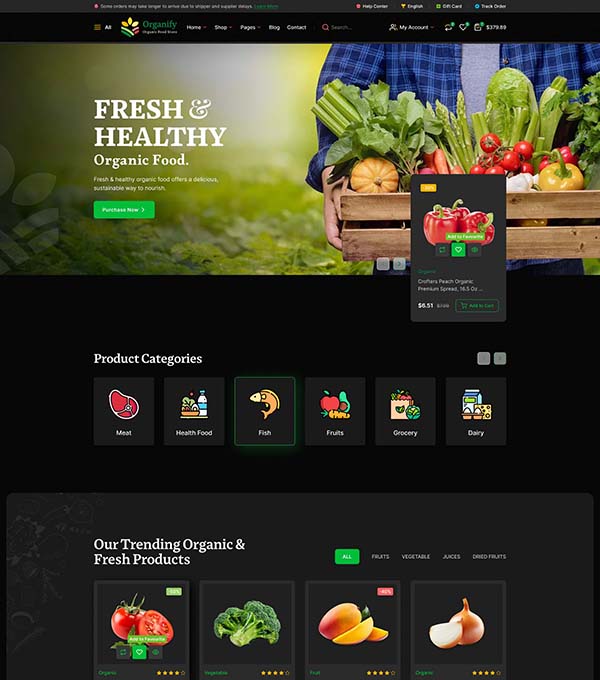 Some orders may take longer to arrive due to shipper and supplier delays. Learn More
Help Center
English
Gift Card
Track Order
All
Organify
Organic Food Store
Home
Shop
Pages
Blog
Contact
Search...
My Account
$379.89
FRESH &
HEALTHY
Organic Food.
Fresh & healthy organic food offers a delicious,
sustainable way to nourish.
Purchase Now
Add to Favourite
Organic
Crofters Peach Organic
Premium Spread, 16.5 Oz ...
$6.51
Add to Cart
Product Categories
Meat
Health Food
Fish
Fruits
Grocery
Dairy
Our Trending Organic &
Fresh Products
ALL
FRUITS
VEGETABLE
JUICES
DRIED FRUITS
Add to Favourite
Organic
Vegetable
Fruit
Organic